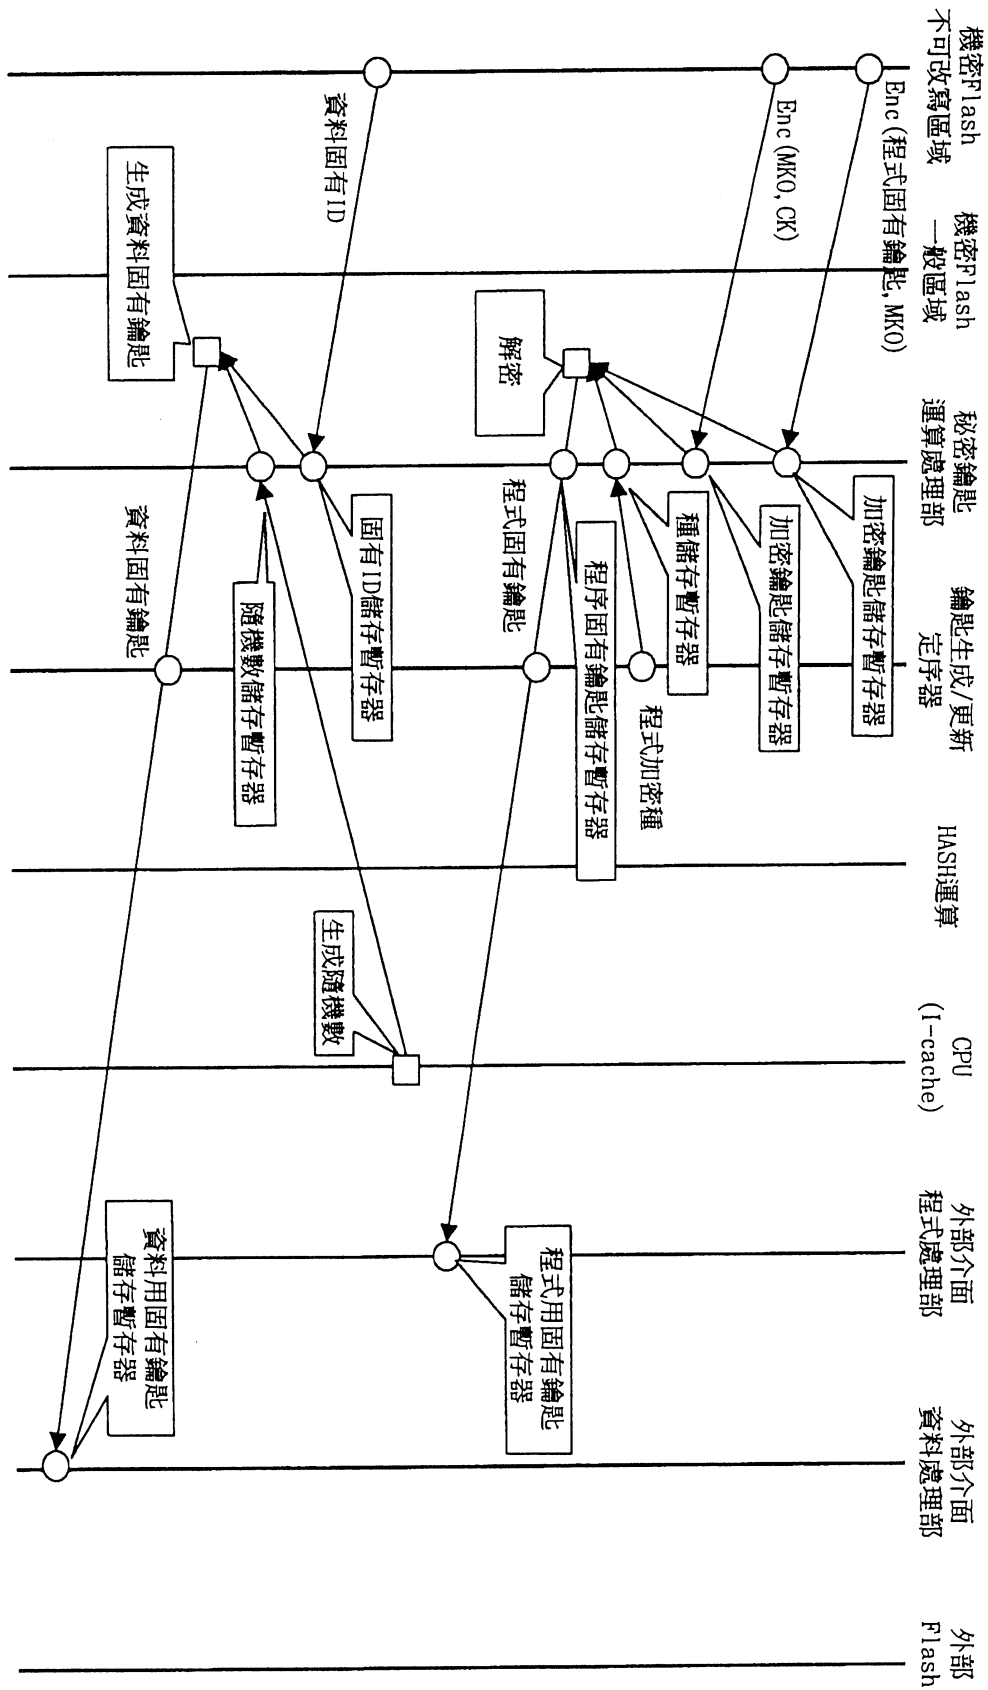 機密Flash
不可改寫區域
機密Flash
一般區域
秘密鑰匙
運算處理部
鑰匙生成/更新
定序器
HASH運算
CPU
(I-cache)
外部介面
程式處理部
外部介面
資料處理部
外部
Flash
Enc(程式固有鑰匙,MK0)
加密鑰匙儲存暫存器
Enc(MK0,CK)
加密鑰匙儲存暫存器
種儲存暫存器
程式加密種
程序固有鑰匙儲存暫存器
解密
程式固有鑰匙
程式用固有鑰匙
儲存暫存器
資料固有ID
固有ID儲存暫存器
生成隨機數
隨機數儲存暫存器
生成資料固有鑰匙
資料固有鑰匙
資料用固有鑰匙
儲存暫存器